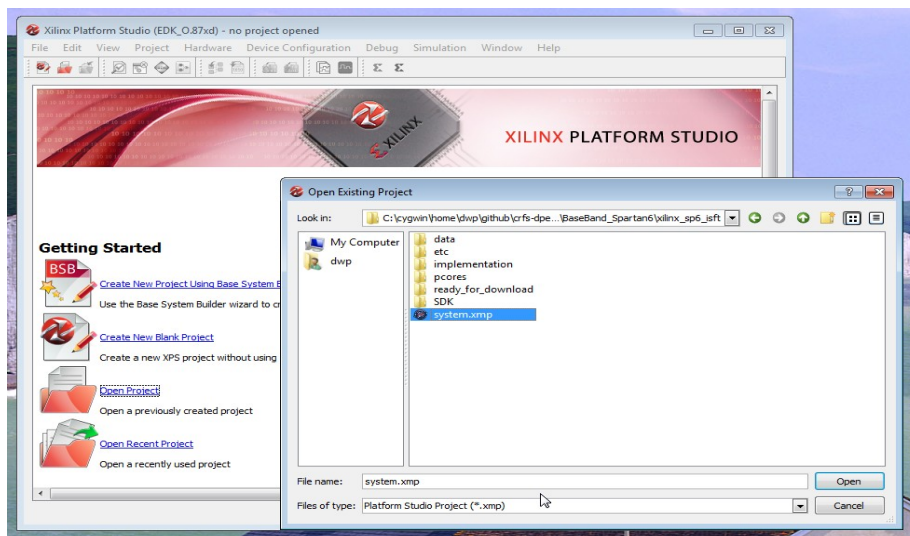 Xilinx Platform Studio (EDK_O.87xd) - no project opened
File Edit View Project Hardware Device Configuration Debug Simulation Window Help
XILINX
XILINX PLATFORM STUDIO
Getting Started
BSB
Create New Project Using Base System B
Use the Base System Builder wizard to cr
Create New Blank Project
Create a new XPS project without using
Open Project
Open a previously created project
Open Recent Project
Open a recently used project
Open Existing Project
Look in: C:\cygwin\home\dwp\github\crfs-dpe...\BaseBand_Spartan6\xilinx_sp6_isft
My Computer
dwp
data
etc
implementation
pcores
ready_for_download
SDK
system.xmp
File name: system.xmp Open
Files of type: Platform Studio Project (*.xmp) Cancel